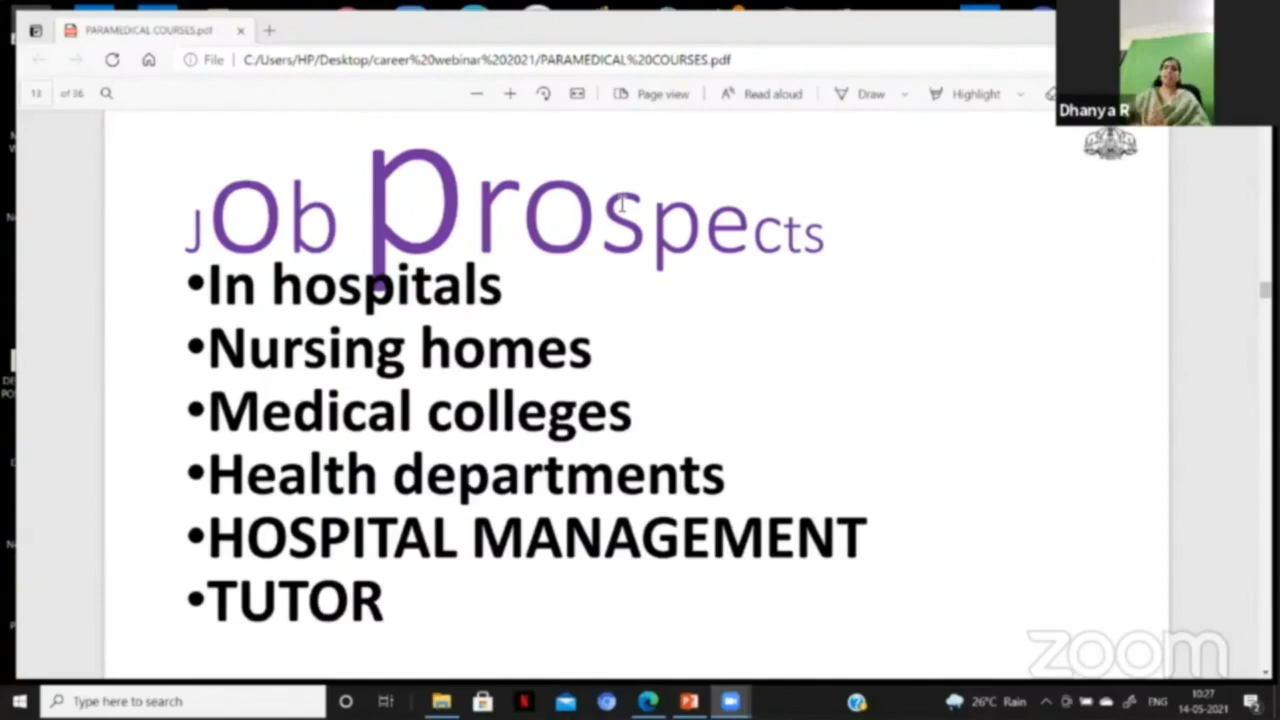 PARAMEDICAL COURSES.pdf
File C:/Users/HP/Desktop/career%20webinar%202021/PARAMEDICAL%20COURSES.pdf
13 of 36 Page view Read aloud Draw Highlight
Dhanya R
Job prospects
•In hospitals
•Nursing homes
•Medical colleges
•Health departments
•HOSPITAL MANAGEMENT
•TUTOR
zoom
Type here to search 26°C Rain ENG 10:27
14-05-2021